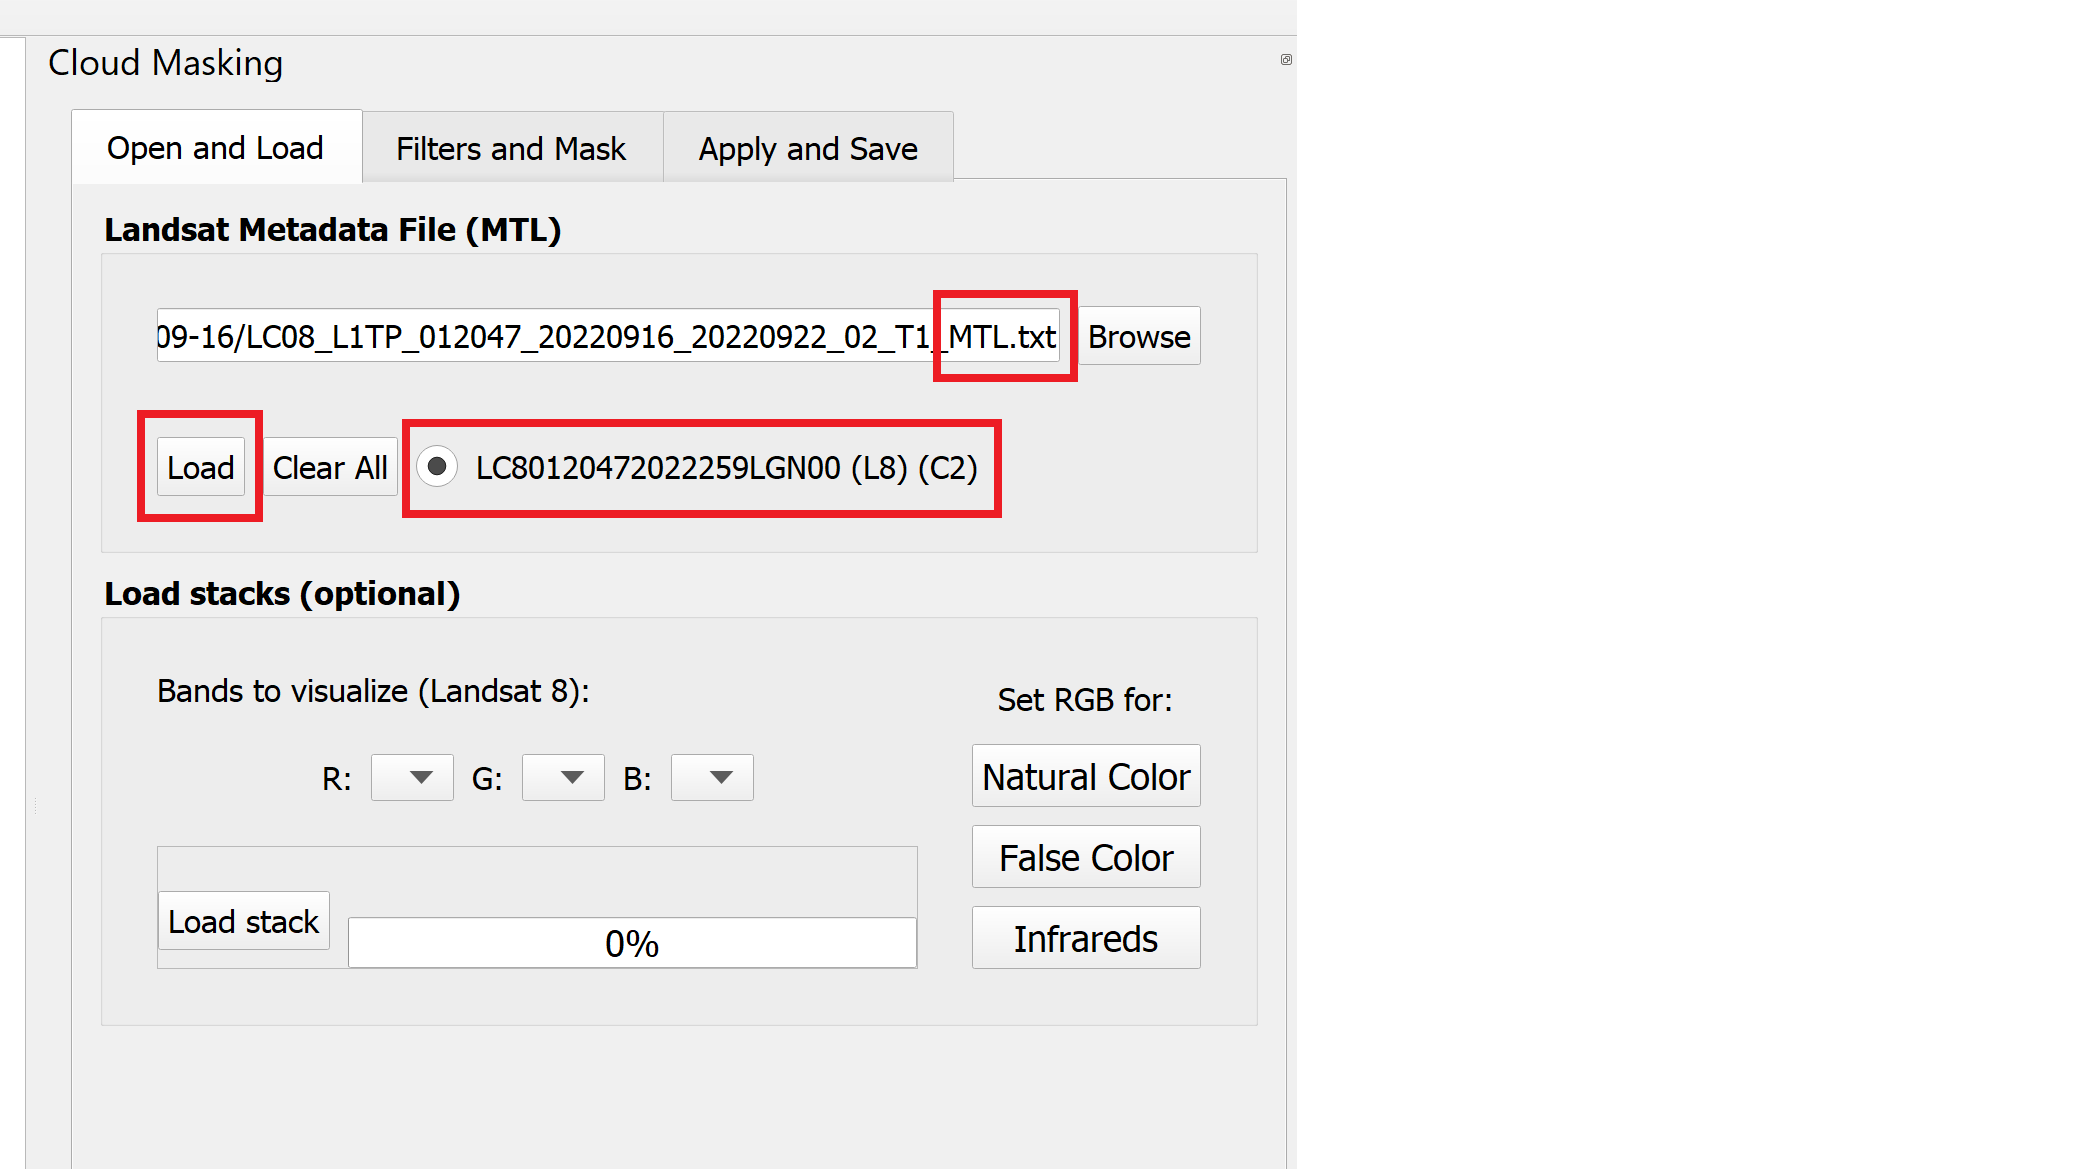 Cloud Masking
Open and Load Filters and Mask Apply and Save
Landsat Metadata File (MTL)
09-16/LC08_L1TP_012047_20220916_20220922_02_T1_MTL.txt Browse
Load Clear All LC80120472022259LGN00 (L8) (C2)
Load stacks (optional)
Bands to visualize (Landsat 8):
Set RGB for:
R: G: B:
Natural Color
False Color
Load stack
0%
Infrareds